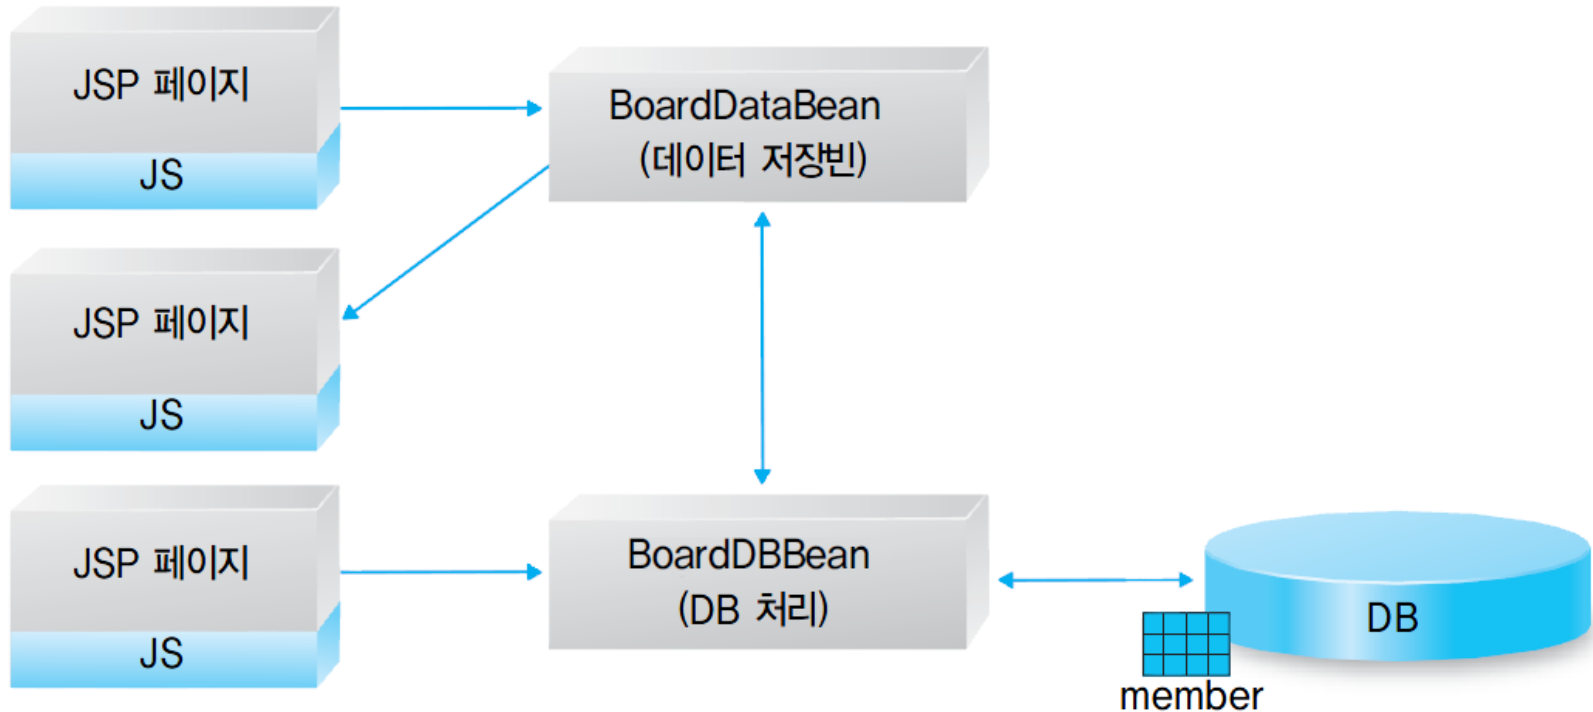 JSP 페이지
JS
BoardDataBean
(데이터 저장빈)
JSP 페이지
JS
JSP 페이지
JS
BoardDBBean
(DB 처리)
DB
member